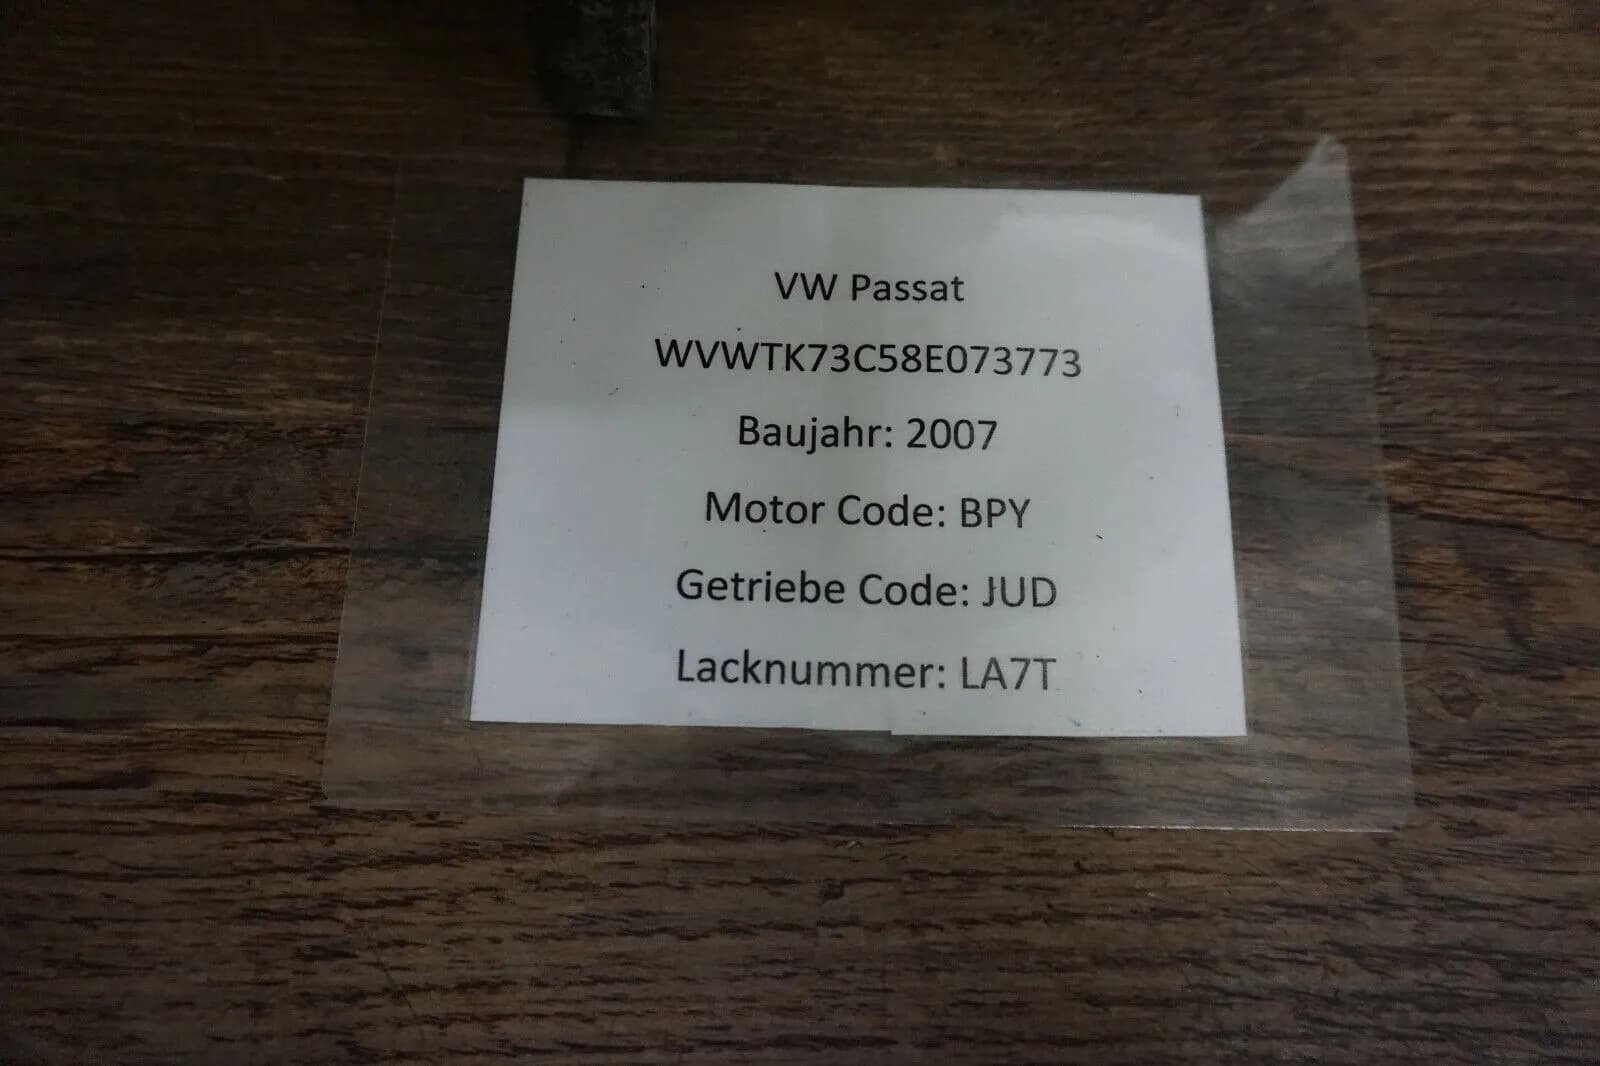 VW Passat
WVWTK73C58E073773
Baujahr: 2007
Motor Code: BPY
Getriebe Code: JUD
Lacknummer: LA7T